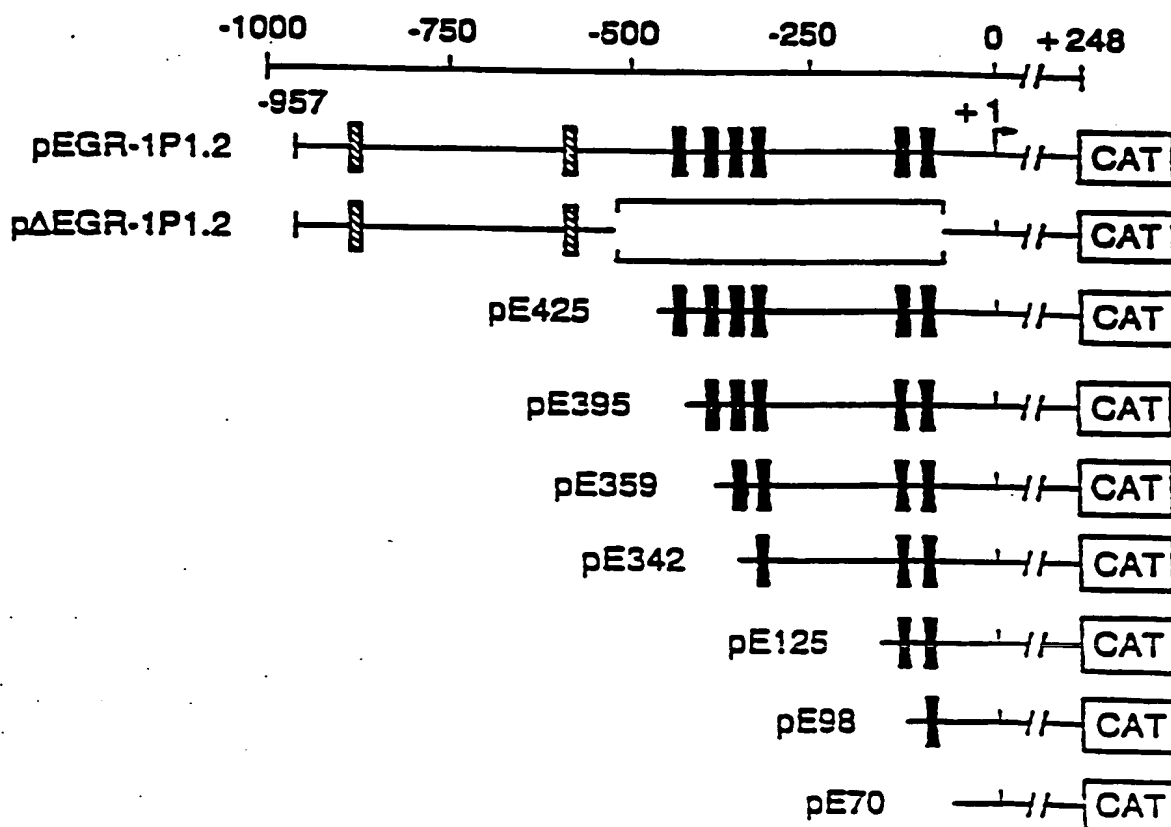 -1000 -750 -500 -250 0 +248
-957
+1
pEGR-1P1.2 CAT
pΔEGR-1P1.2 CAT
pE425 CAT
pE395 CAT
pE359 CAT
pE342 CAT
pE125 CAT
pE98 CAT
pE70 CAT